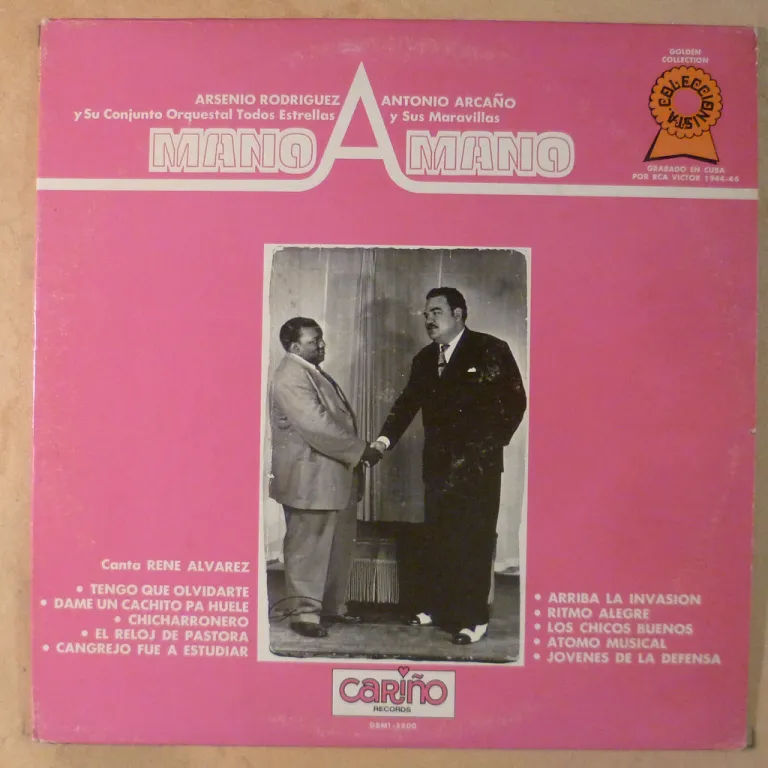 GOLDEN
COLLECTION
COLECCIONISTA
GRABADO EN CUBA
POR RCA VICTOR 1944-46
ARSENIO RODRIGUEZ
y Su Conjunto Orquestal Todos Estrellas
ANTONIO ARCAÑO
y Sus Maravillas
MANO A MANO
Canta RENE ALVAREZ
• TENGO QUE OLVIDARTE
• DAME UN CACHITO PA HUELE
• CHICHARRONERO
• EL RELOJ DE PASTORA
• CANGREJO FUE A ESTUDIAR
• ARRIBA LA INVASION
• RITMO ALEGRE
• LOS CHICOS BUENOS
• ATOMO MUSICAL
• JOVENES DE LA DEFENSA
CARIÑO
RECORDS